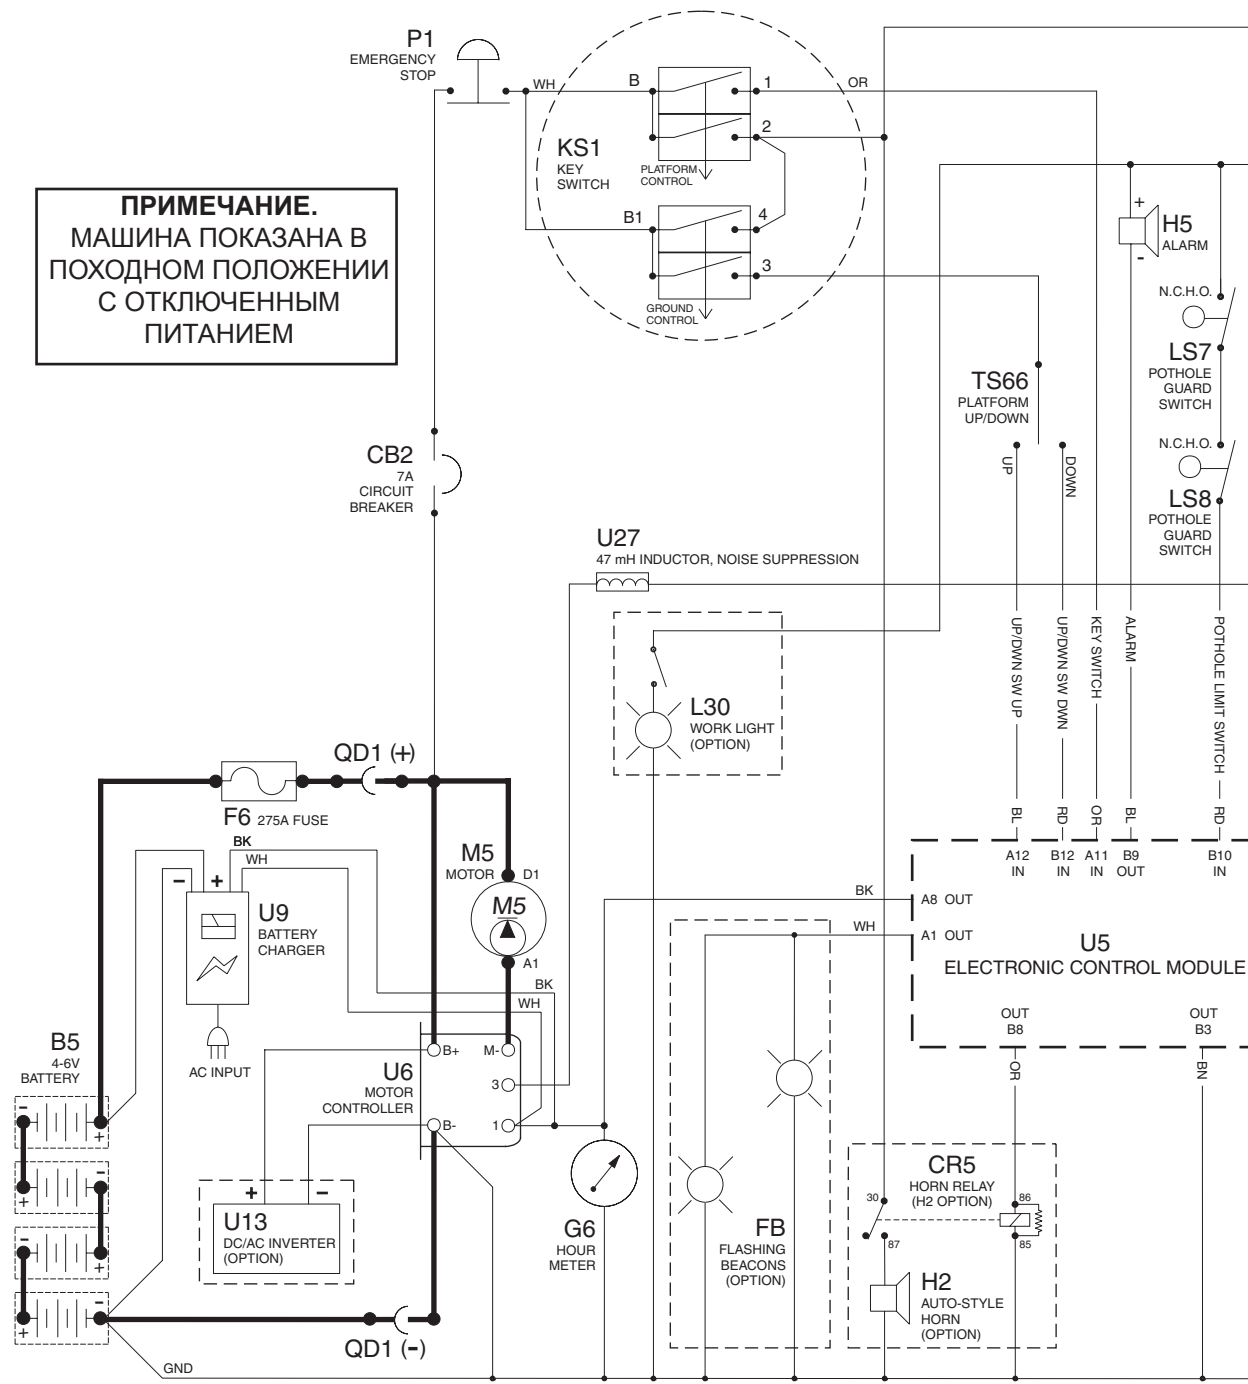 P1
EMERGENCY
STOP
WH
B
1
OR
2
KS1
KEY
SWITCH
PLATFORM
CONTROL
B1
4
3
GROUND
CONTROL
ПРИМЕЧАНИЕ.
МАШИНА ПОКАЗАНА В
ПОХОДНОМ ПОЛОЖЕНИИ
С ОТКЛЮЧЕННЫМ
ПИТАНИЕМ
+
H5
ALARM
-
N.C.H.O.
LS7
POTHOLE
GUARD
SWITCH
TS66
PLATFORM
UP/DOWN
UP
DOWN
N.C.H.O.
LS8
POTHOLE
GUARD
SWITCH
CB2
7A
CIRCUIT
BREAKER
U27
47 mH INDUCTOR, NOISE SUPPRESSION
UP/DWN SW UP
UP/DWN SW DWN
KEY SWITCH
ALARM
POTHOLE LIMIT SWITCH
L30
WORK LIGHT
(OPTION)
QD1 (+)
F6 275A FUSE
BL
RD
OR
BL
RD
BK
WH
M5
MOTOR
D1
M5
A1
A12
IN
B12
IN
A11
IN
B9
OUT
B10
IN
- +
U9
BATTERY
CHARGER
AC INPUT
BK
A8 OUT
WH
A1 OUT
U5
ELECTRONIC CONTROL MODULE
OUT
B8
OUT
B3
OR
BN
BK
WH
B5
4-6V
BATTERY
B+
M-
U6
MOTOR
CONTROLLER
3
B-
1
- +
+ -
- +
+ -
+ -
U13
DC/AC INVERTER
(OPTION)
G6
HOUR
METER
FB
FLASHING
BEACONS
(OPTION)
CR5
HORN RELAY
(H2 OPTION)
30
86
87
85
H2
AUTO-STYLE
HORN
(OPTION)
QD1 (-)
GND